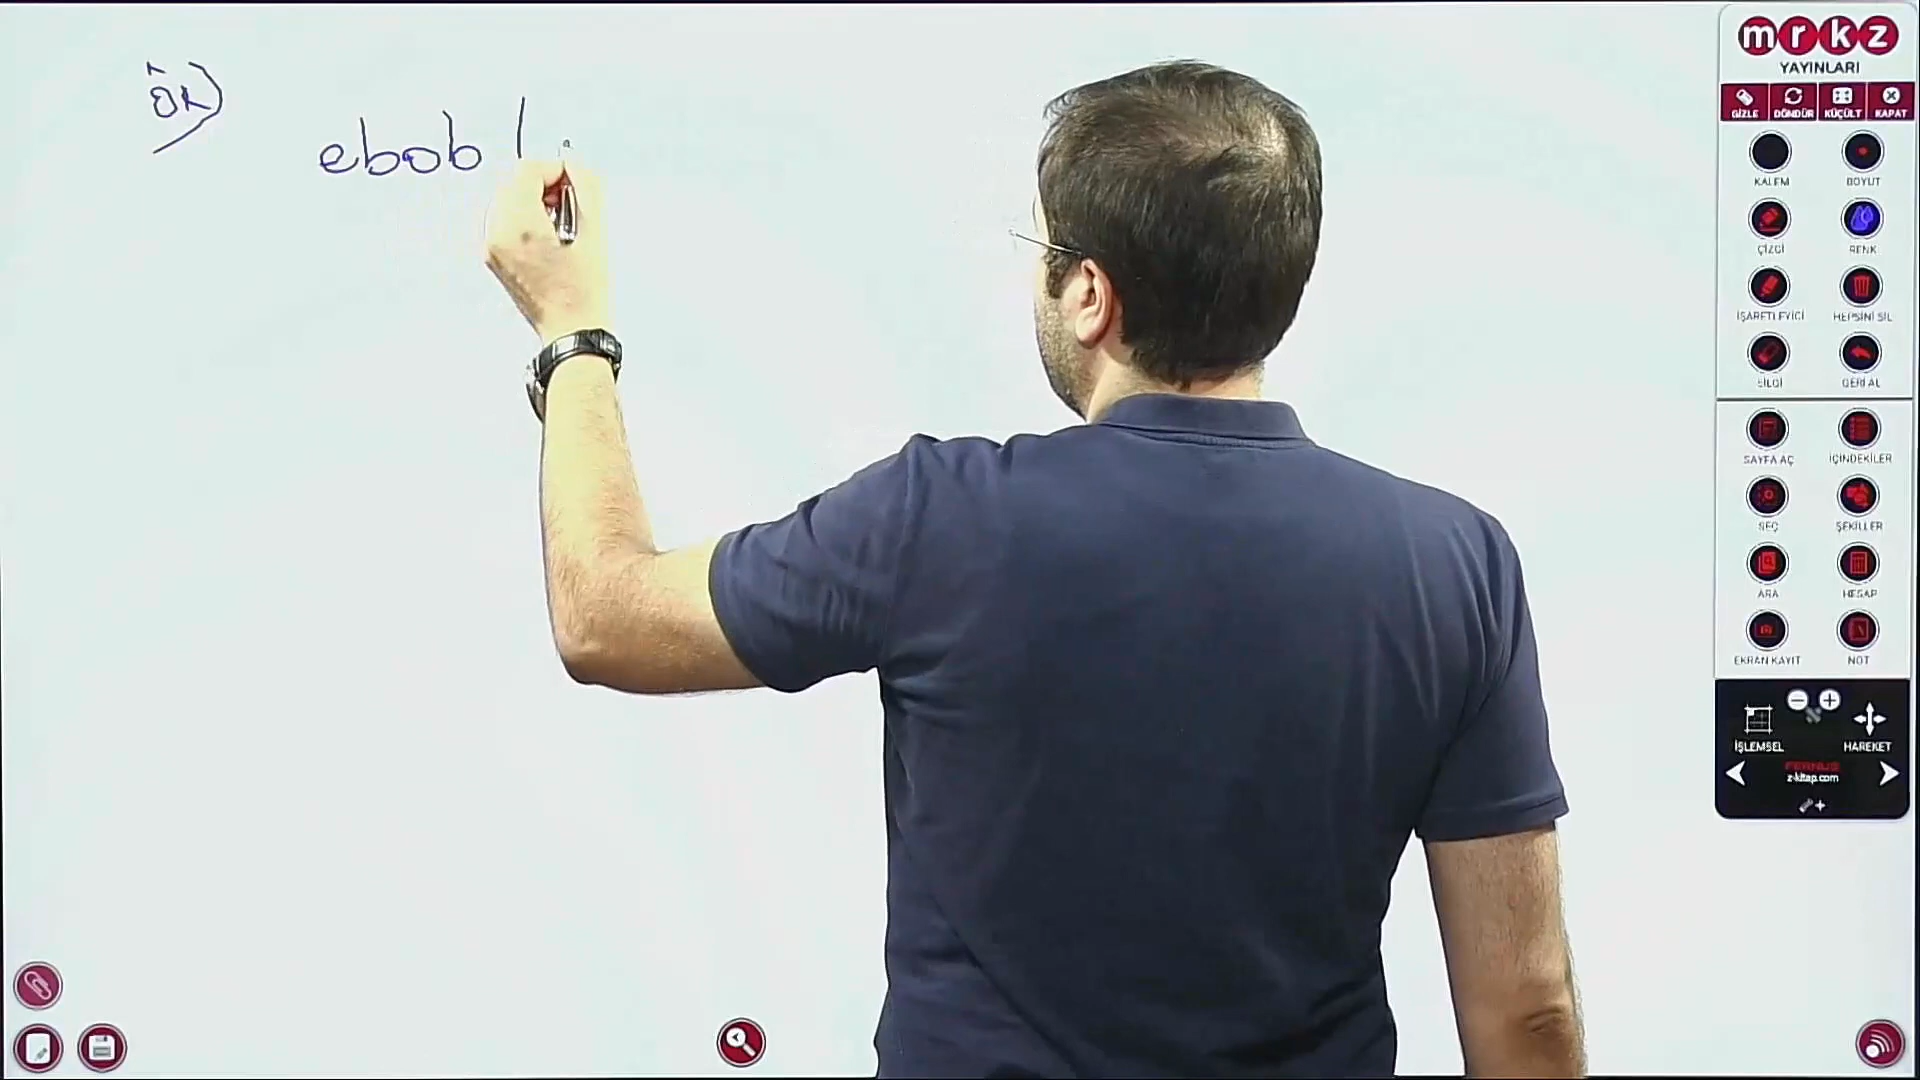 ÖR)
ebob (
mrkz
YAYINLARI
GİZLE DÖNDÜR KÜÇÜLT KAPAT
KALEM BOYUT
ÇİZGİ RENK
İŞARETLEYİCİ HEPSİNİ SİL
SİLGİ GERİ AL
SAYFA AÇ İÇİNDEKİLER
SEÇ ŞEKİLLER
ARA HESAP
EKRAN KAYIT NOT
İŞLEMSEL HAREKET
FERNUS
z-kitap.com